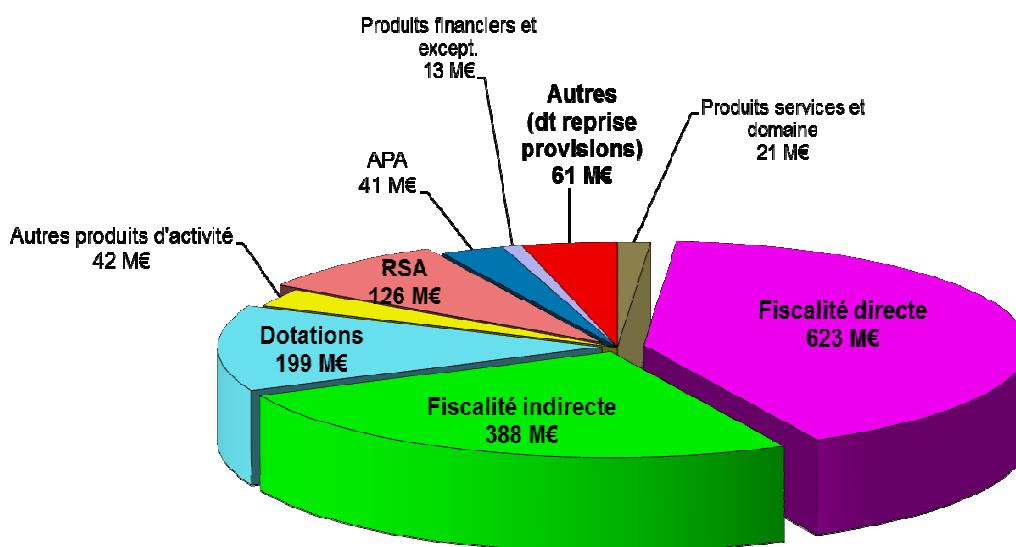 Produits financiers et
except.
13 M€
Autres
(dt reprise
provisions)
61 M€
Produits services et
domaine
21 M€
APA
41 M€
Autres produits d'activité
42 M€
RSA
126 M€
Fiscalité directe
623 M€
Dotations
199 M€
Fiscalité indirecte
388 M€